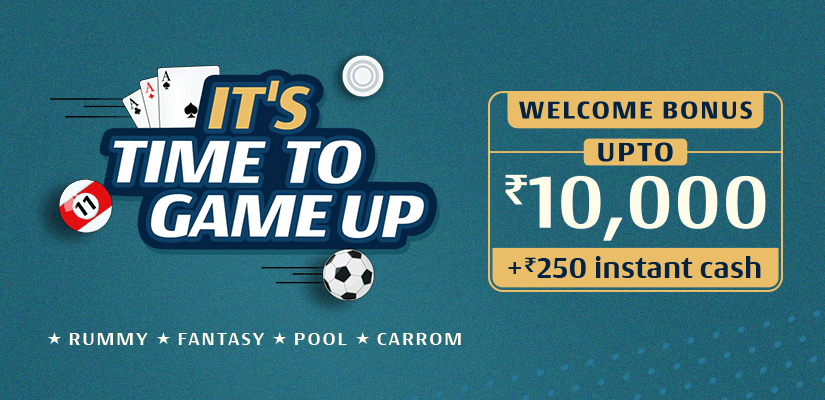 A
A
A
IT'S
TIME TO
GAME UP
11
★ RUMMY ★ FANTASY ★ POOL ★ CARROM
WELCOME BONUS
UPTO
₹10,000
+₹250 instant cash